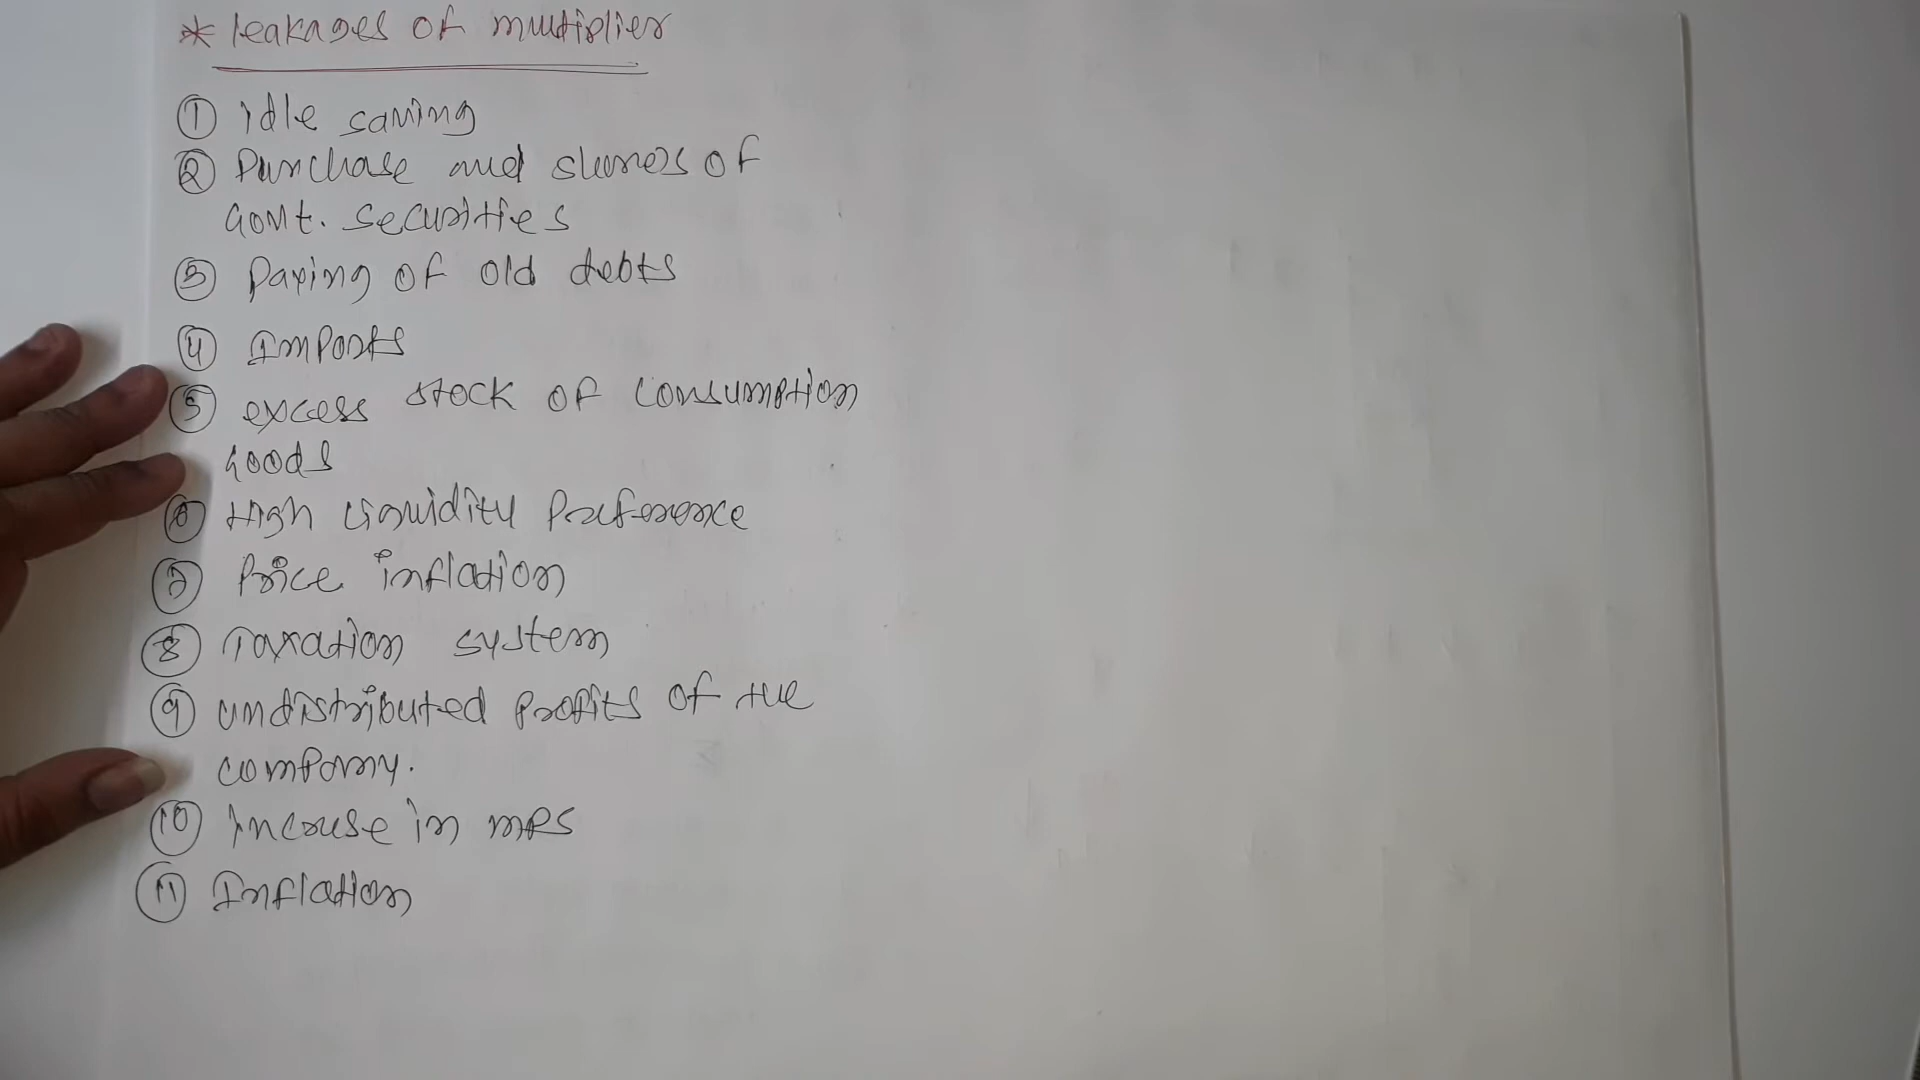 * leakages of multiplier
① idle saving
② Purchase and shares of
Govt. securities
③ Paying of old debts
④ Imports
⑤ excess stock of consumption
Goods
⑥ High Liquidity Preference
⑦ Price inflation
⑧ Taxation system
⑨ undistributed profits of the
company.
⑩ Increase in MPS
⑪ Inflation